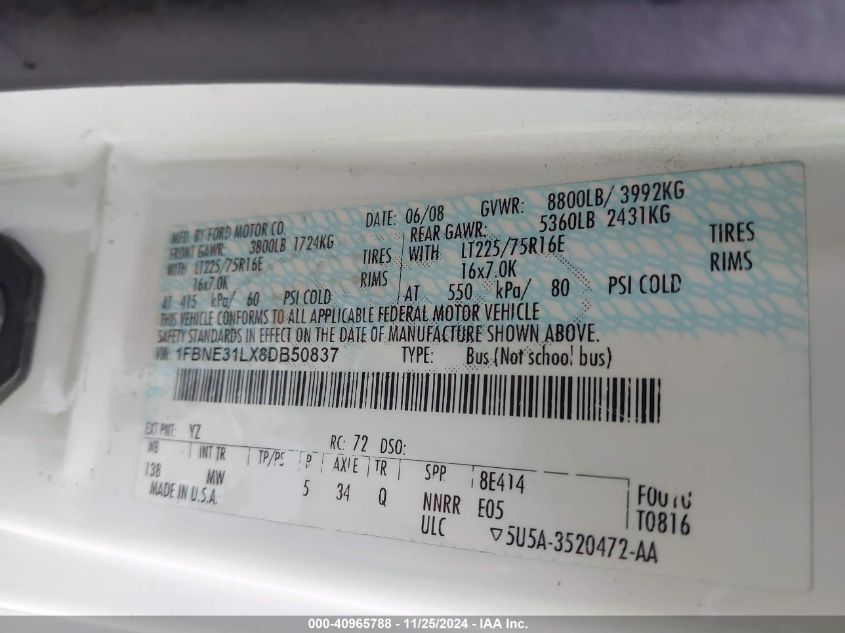 MFD. BY FORD MOTOR CO. DATE: 06/08 GVWR: 8800LB/ 3992KG
FRONT GAWR: 3800LB 1724KG REAR GAWR: 5360LB 2431KG
WITH LT225/75R16E TIRES WITH LT225/75R16E TIRES
16x7.0K RIMS 16x7.0K RIMS
AT 415 kPa/ 60 PSI COLD AT 550 kPa/ 80 PSI COLD
THIS VEHICLE CONFORMS TO ALL APPLICABLE FEDERAL MOTOR VEHICLE
SAFETY STANDARDS IN EFFECT ON THE DATE OF MANUFACTURE SHOWN ABOVE.
VIN: 1FBNE31LX8DB50837 TYPE: Bus (Not school bus)
EXT PNT: YZ RC: 72 DSO:
WB INT TR TP/PS R AXLE TR SPP 8E414
138 MW 5 34 Q NNRR E05
MADE IN U.S.A. ULC ▽5U5A-3520472-AA
T0816
000-40965788 - 11/25/2024 - IAA Inc.